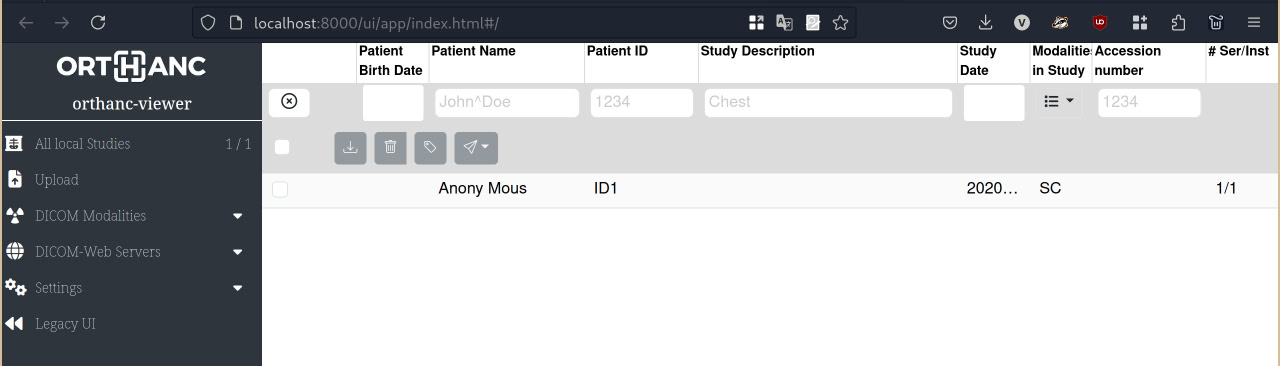 localhost:8000/ui/app/index.html#/
V
ORTHANC
orthanc-viewer
All local Studies 1 / 1
Upload
DICOM Modalities
DICOM-Web Servers
Settings
Legacy UI
Patient Birth Date Patient Name Patient ID Study Description Study Date Modalities in Study Accession number # Ser/Inst
John^Doe 1234 Chest 1234
Anony Mous ID1 2020... SC 1/1